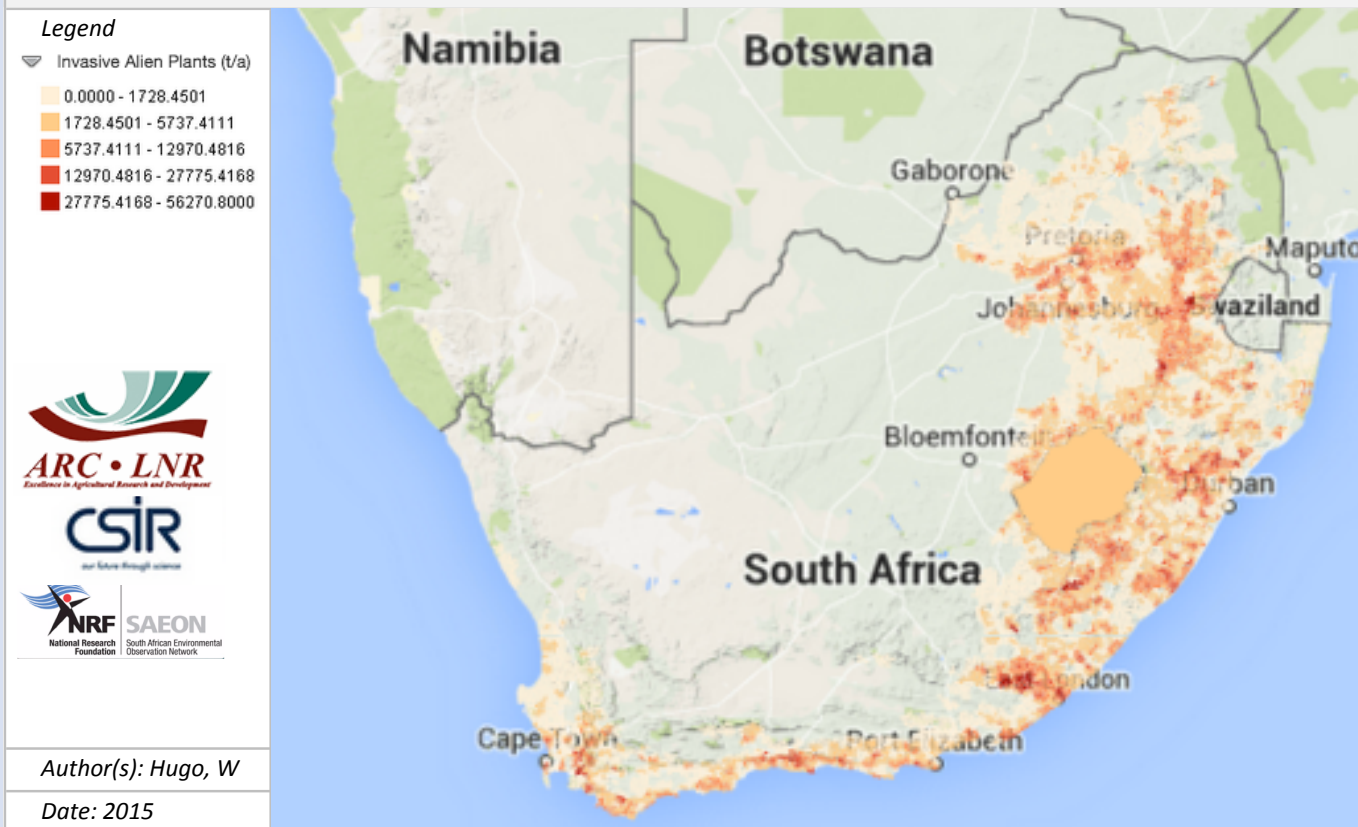 Legend
Invasive Alien Plants (t/a)
0.0000 - 1728.4501
1728.4501 - 5737.4111
5737.4111 - 12970.4816
12970.4816 - 27775.4168
27775.4168 - 56270.8000
ARC • LNR
Excellence in Agricultural Research and Development
CSIR
our future through science
NRF
National Research
Foundation
SAEON
South African Environmental
Observation Network
Author(s): Hugo, W
Date: 2015
Namibia
Botswana
Gaborone
Pretoria
Maputo
Johannesburg
Swaziland
Bloemfontein
Durban
South Africa
East London
Cape Town
Port Elizabeth